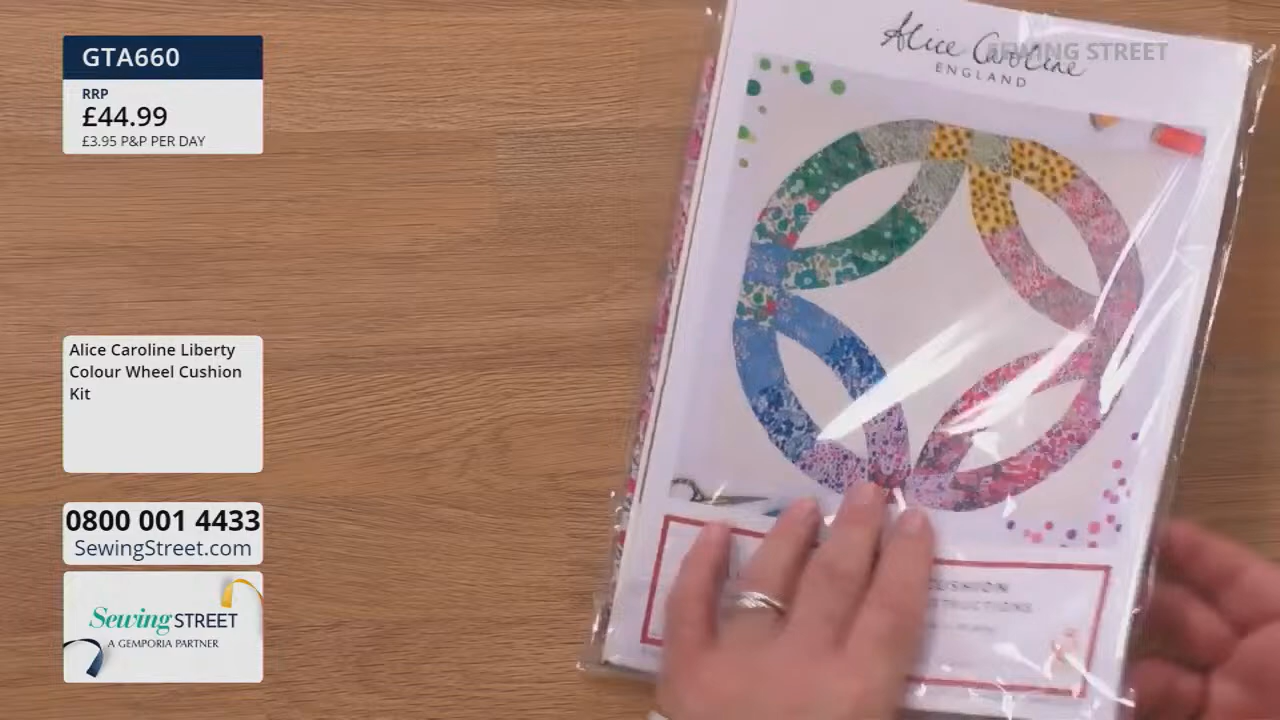 GTA660
RRP
£44.99
£3.95 P&P PER DAY
Alice Caroline Liberty
Colour Wheel Cushion
Kit
0800 001 4433
SewingStreet.com
Sewing STREET
A GEMPORIA PARTNER
Alice Caroline
ENGLAND
SEWING STREET
CUSHION